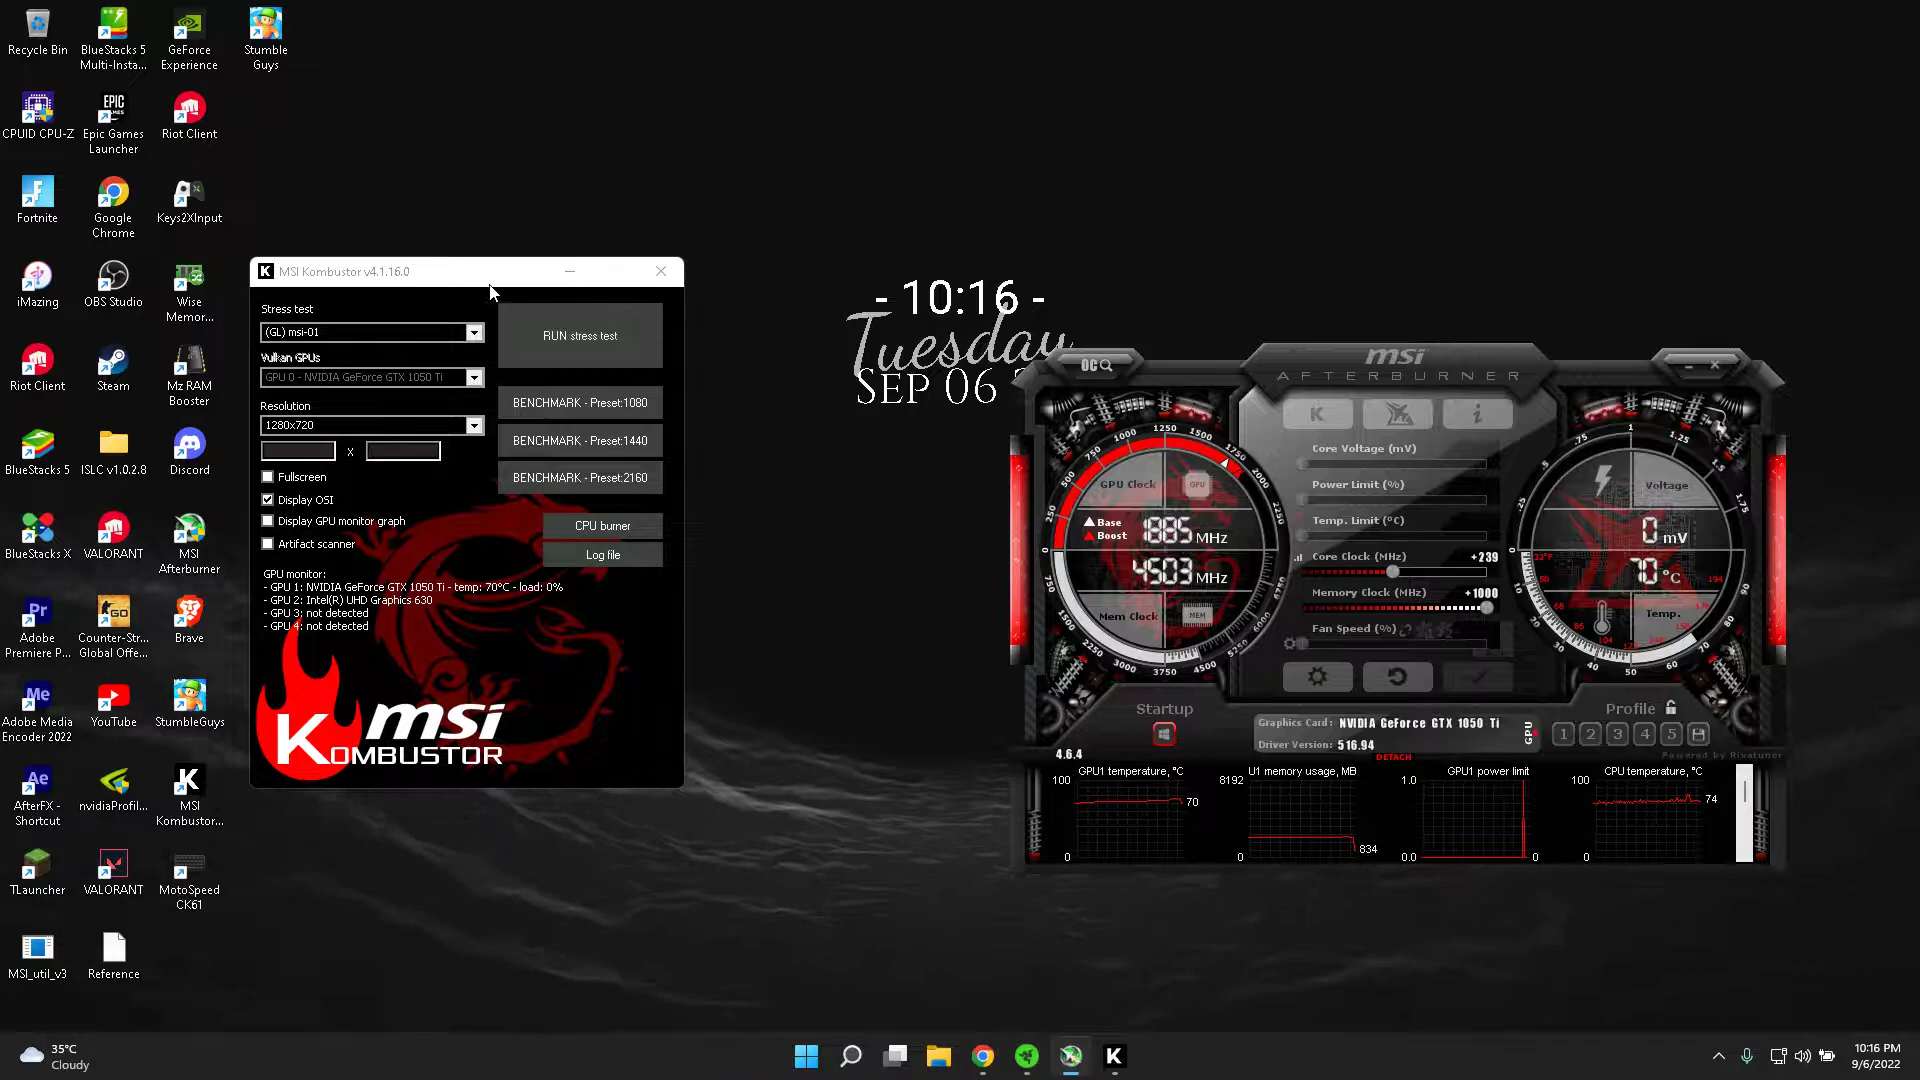 Recycle Bin
BlueStacks 5
Multi-Insta...
GeForce
Experience
Stumble
Guys
CPUID CPU-Z
Epic Games
Launcher
Riot Client
Fortnite
Google
Chrome
Keys2XInput
iMazing
OBS Studio
Wise
Memor...
Riot Client
Steam
Mz RAM
Booster
BlueStacks 5
ISLC v1.0.2.8
Discord
BlueStacks X
VALORANT
MSI
Afterburner
Adobe
Premiere P...
Counter-Str...
Global Offe...
Brave
Adobe Media
Encoder 2022
YouTube
StumbleGuys
AfterFX -
Shortcut
nvidiaProfil...
MSI
Kombustor...
TLauncher
VALORANT
MotoSpeed
CK61
MSI_util_v3
Reference
MSI Kombustor v4.1.16.0
Stress test
(GL) msi-01
Vulkan GPUs
GPU 0 - NVIDIA GeForce GTX 1050 Ti
Resolution
1280x720
x
Fullscreen
Display OSI
Display GPU monitor graph
Artifact scanner
RUN stress test
BENCHMARK - Preset:1080
BENCHMARK - Preset:1440
BENCHMARK - Preset:2160
CPU burner
Log file
GPU monitor:
- GPU 1: NVIDIA GeForce GTX 1050 Ti - temp: 70°C - load: 0%
- GPU 2: Intel(R) UHD Graphics 630
- GPU 3: not detected
- GPU 4: not detected
msi
KOMBUSTOR
- 10:16 -
Tuesday
SEP 06
OC
msi
AFTERBURNER
K
i
GPU Clock
GPU
Base
Boost
1885 MHz
4503 MHz
Mem Clock
MEM
Core Voltage (mV)
Power Limit (%)
Temp. Limit (°C)
Core Clock (MHz)
+239
Memory Clock (MHz)
+1000
Fan Speed (%)
Voltage
0 mV
70 °C
Temp.
Startup
Graphics Card: NVIDIA GeForce GTX 1050 Ti
Driver Version: 516.94
GPU
Profile
1 2 3 4 5
4.6.4
DETACH
Powered by Rivatuner
GPU1 temperature, °C
100
70
0
U1 memory usage, MB
8192
834
0
GPU1 power limit
1.0
0
0.0
CPU temperature, °C
100
74
0
35°C
Cloudy
10:16 PM
9/6/2022